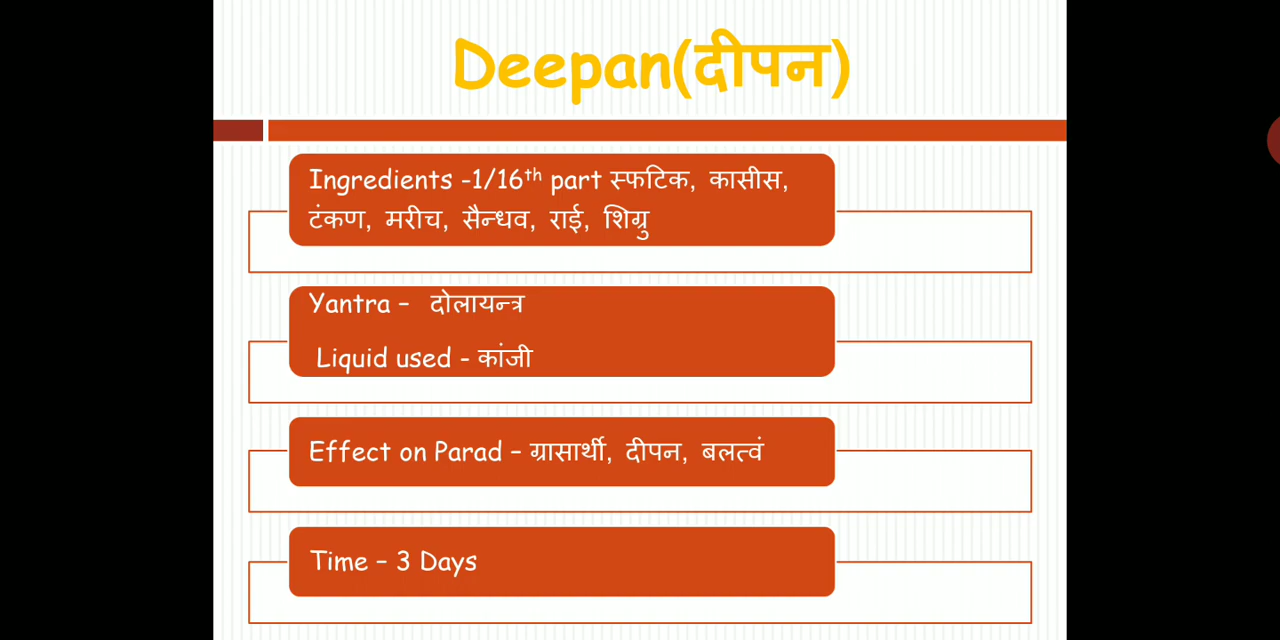 Deepan(दीपन)
Ingredients -1/16th part स्फटिक, कासीस,
टंकण, मरीच, सैन्धव, राई, शिग्रु
Yantra – दोलायन्त्र
Liquid used - कांजी
Effect on Parad – ग्रासार्थी, दीपन, बलत्वं
Time – 3 Days